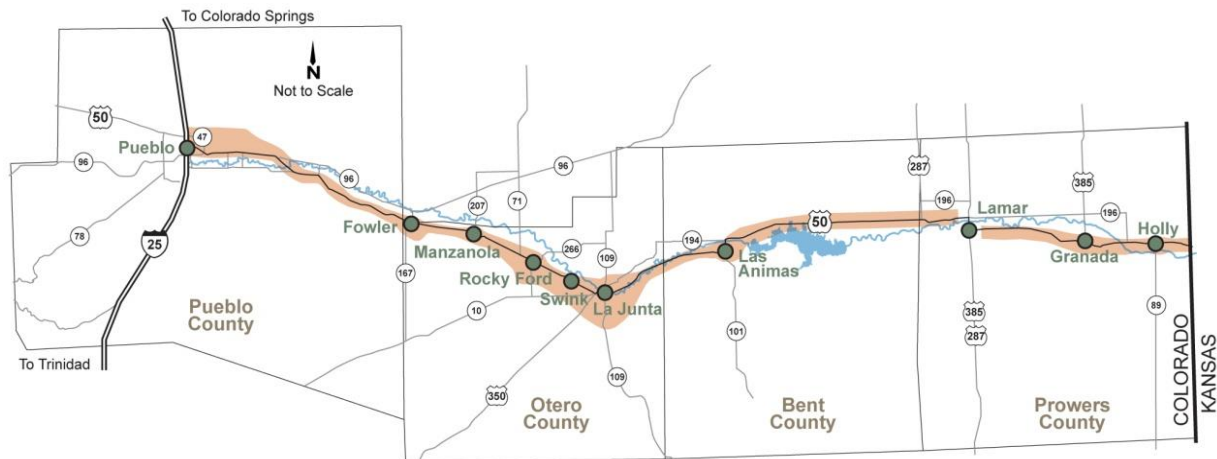 To Colorado Springs
N
Not to Scale
50
47
Pueblo
96
96
96
78
25
207
71
Fowler
Manzanola
266
109
194
Rocky Ford
Swink
La Junta
167
10
Pueblo
County
To Trinidad
350
109
Otero
County
287
50
196
Lamar
385
196
Holly
Las
Animas
Granada
101
385
287
89
Bent
County
Prowers
County
COLORADO
KANSAS